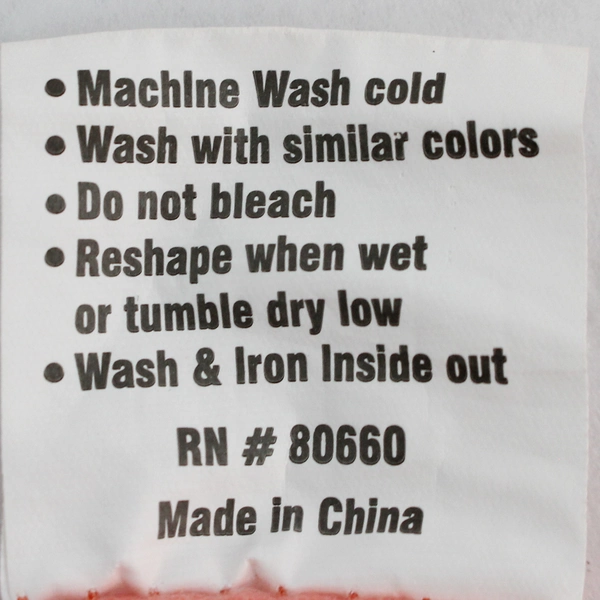 • MachIne Wash cold
• Wash with similar colors
• Do not bleach
• Reshape when wet
or tumble dry low
• Wash & Iron Inside out
RN # 80660
Made in China